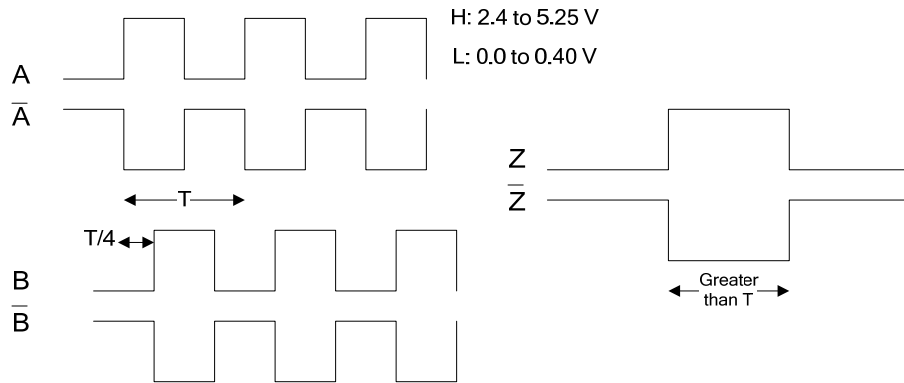 H: 2.4 to 5.25 V
L: 0.0 to 0.40 V
A
A̅
T
Z
Z̅
T/4
B
B̅
Greater
than T